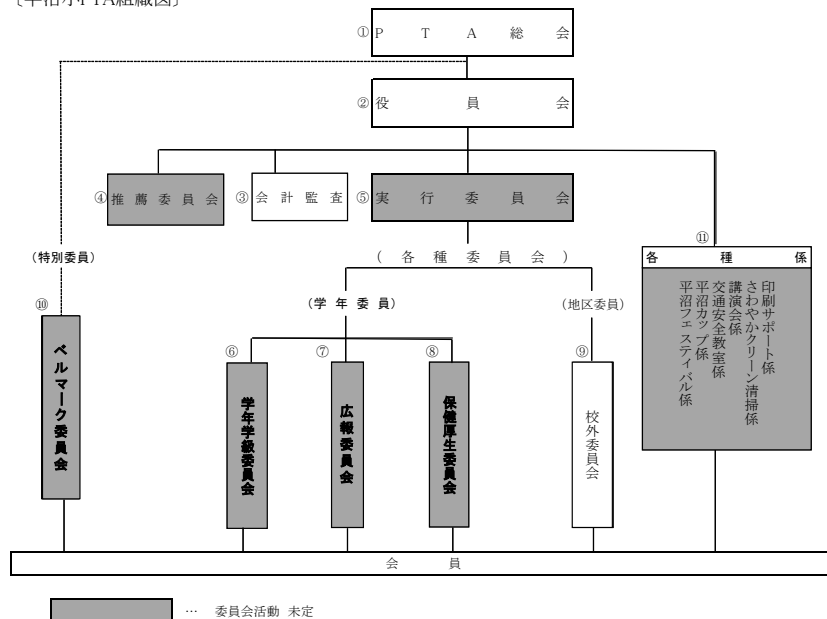 〔平沼小PTA組織図〕
① P T A 総 会
② 役 員 会
④ 推 薦 委 員 会
③ 会 計 監 査
⑤ 実 行 委 員 会
⑪
各 種 係
印刷サポート係
さわやかクリーン清掃係
講演会係
交通安全教室係
平沼カップ係
平沼フェスティバル係
(特別委員)
( 各 種 委 員 会 )
(学 年 委 員)
(地区委員)
⑩
ベルマーク委員会
⑥
学年学級委員会
⑦
広報委員会
⑧
保健厚生委員会
⑨
校外委員会
会 員
… 委員会活動 未定